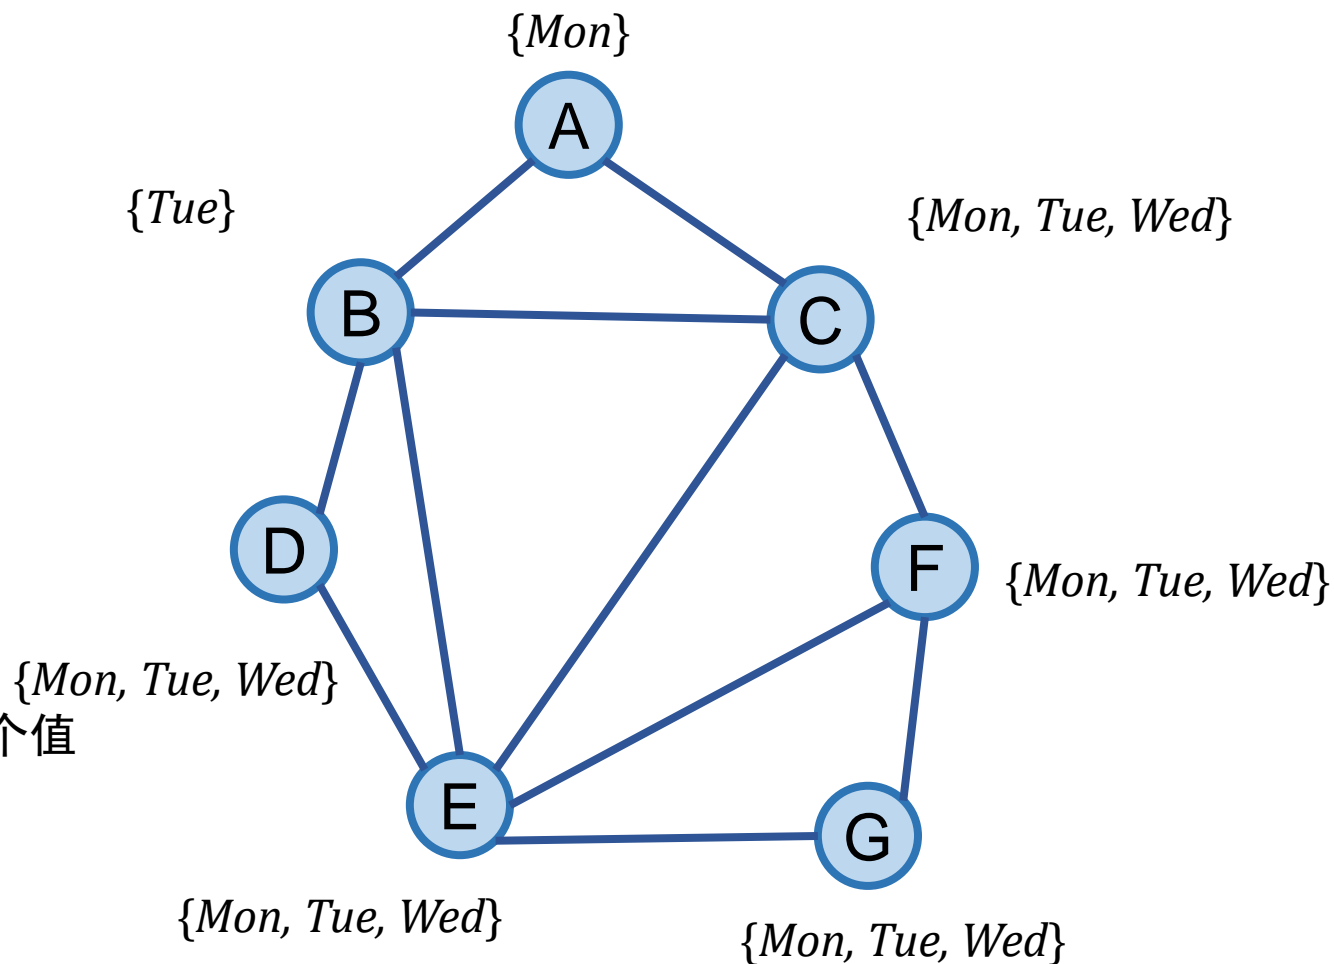 {Mon}
A
{Tue}
{Mon, Tue, Wed}
B
C
D
F
{Mon, Tue, Wed}
{Mon, Tue, Wed}
个值
E
G
{Mon, Tue, Wed}
{Mon, Tue, Wed}